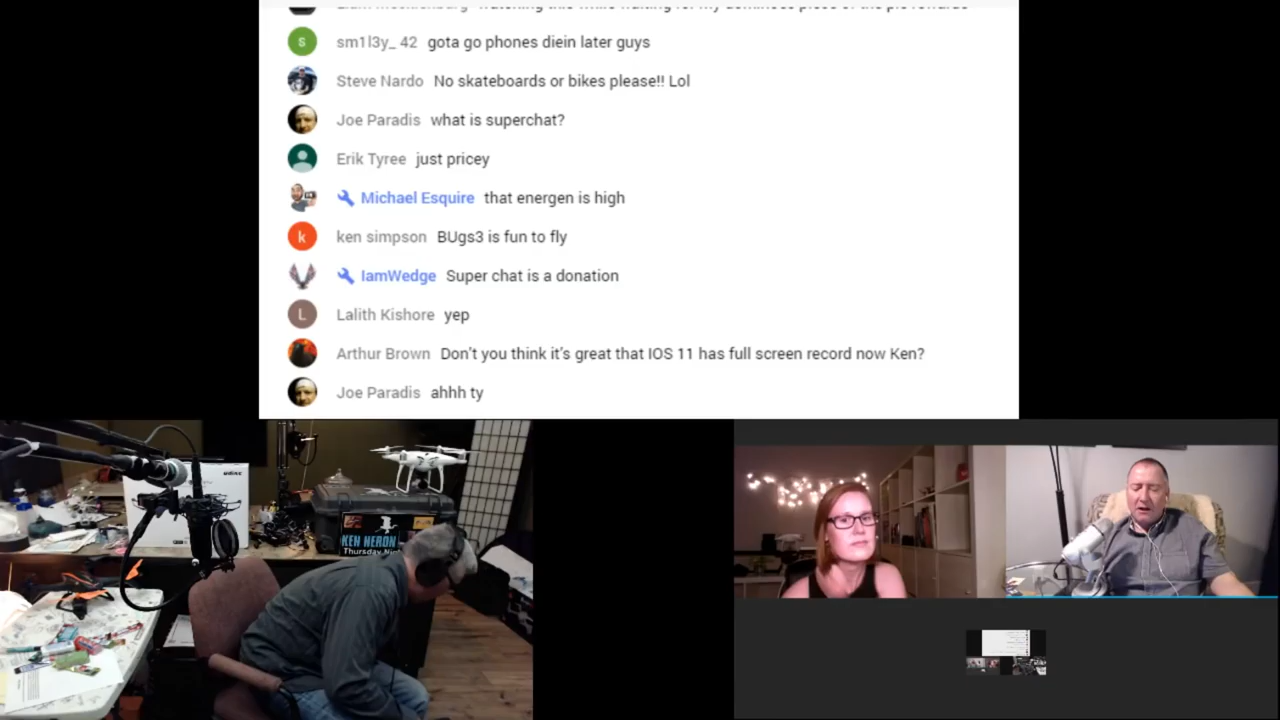 sm1l3y_ 42 gota go phones diein later guys
Steve Nardo No skateboards or bikes please!! Lol
Joe Paradis what is superchat?
Erik Tyree just pricey
Michael Esquire that energen is high
k ken simpson BUgs3 is fun to fly
IamWedge Super chat is a donation
L Lalith Kishore yep
Arthur Brown Don't you think it's great that IOS 11 has full screen record now Ken?
Joe Paradis ahhh ty
KEN HERON
Thursday